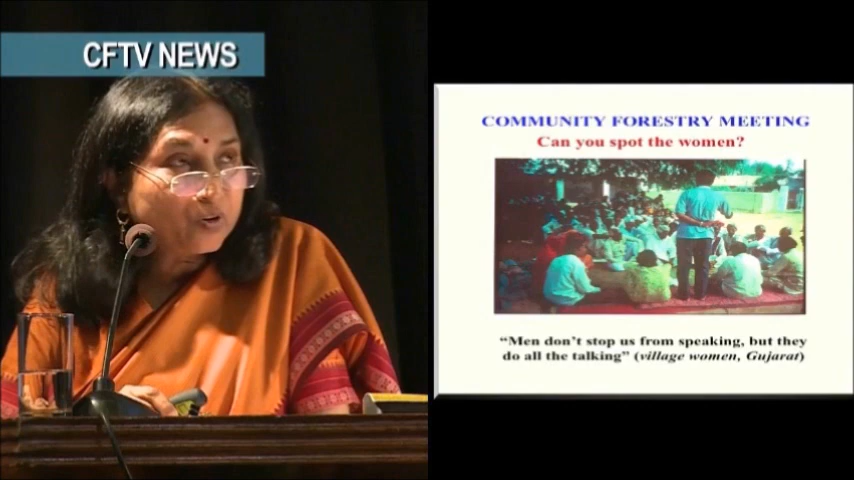 CFTV NEWS
COMMUNITY FORESTRY MEETING
Can you spot the women?
“Men don’t stop us from speaking, but they
do all the talking” (village women, Gujarat)